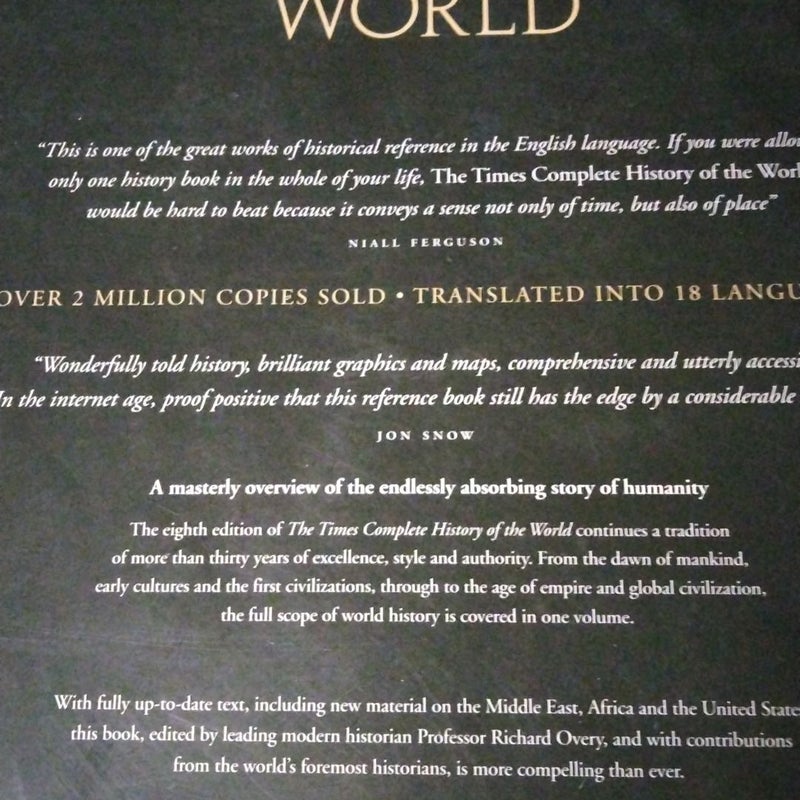 WORLD
"This is one of the great works of historical reference in the English language. If you were allo
only one history book in the whole of your life, The Times Complete History of the Worl
would be hard to beat because it conveys a sense not only of time, but also of place"
NIALL FERGUSON
OVER 2 MILLION COPIES SOLD • TRANSLATED INTO 18 LANGU
"Wonderfully told history, brilliant graphics and maps, comprehensive and utterly accessi
In the internet age, proof positive that this reference book still has the edge by a considerable
JON SNOW
A masterly overview of the endlessly absorbing story of humanity
The eighth edition of The Times Complete History of the World continues a tradition
of more than thirty years of excellence, style and authority. From the dawn of mankind,
early cultures and the first civilizations, through to the age of empire and global civilization,
the full scope of world history is covered in one volume.
With fully up-to-date text, including new material on the Middle East, Africa and the United State
this book, edited by leading modern historian Professor Richard Overy, and with contributions
from the world's foremost historians, is more compelling than ever.